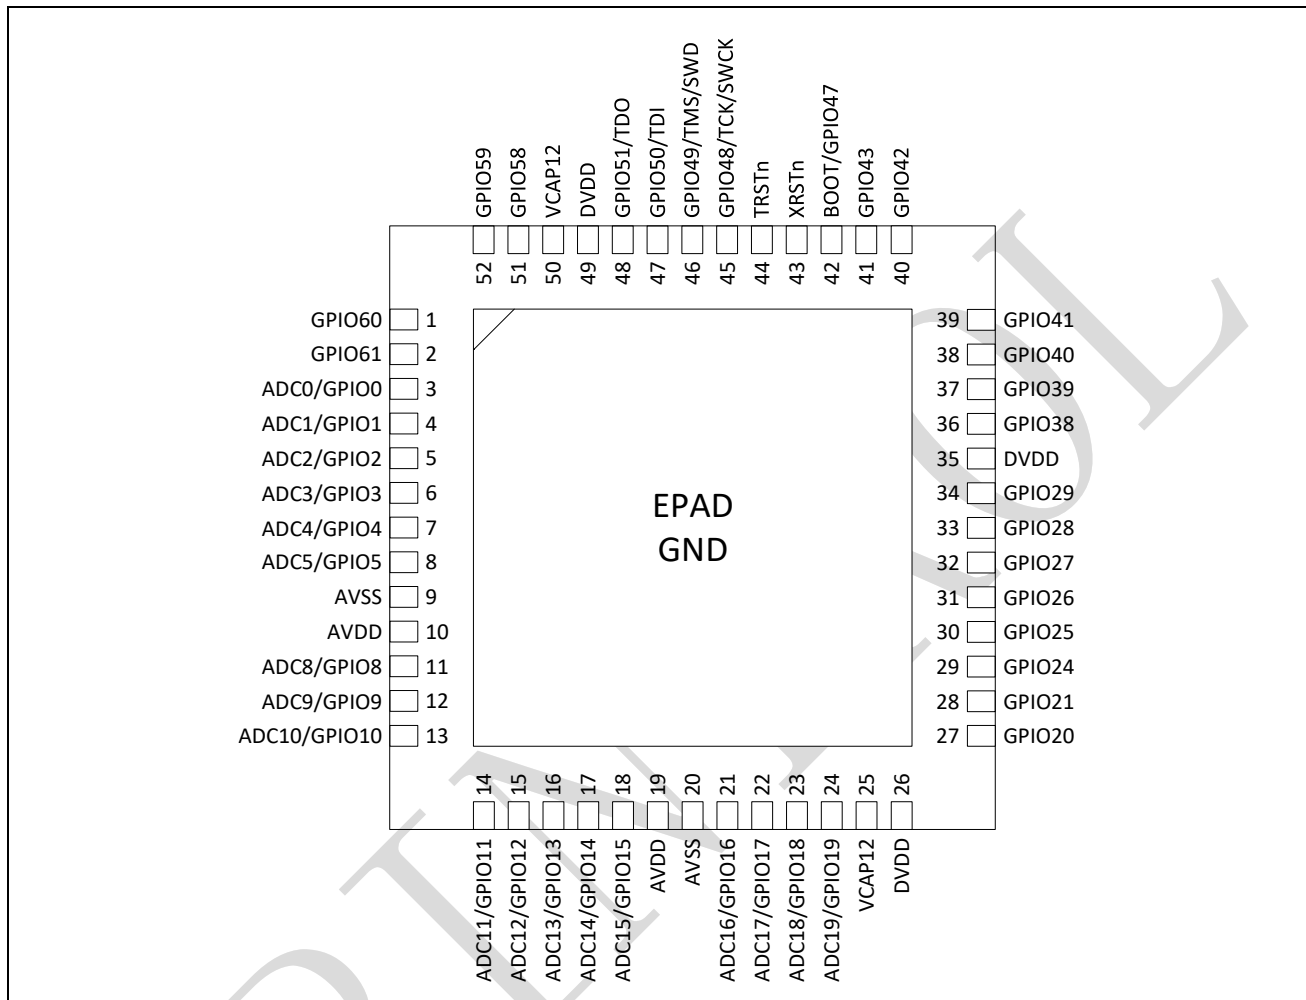 GPIO59
GPIO58
VCAP12
DVDD
GPIO51/TDO
GPIO50/TDI
GPIO49/TMS/SWD
GPIO48/TCK/SWCK
TRSTn
XRSTn
BOOT/GPIO47
GPIO43
GPIO42
52 51 50 49 48 47 46 45 44 43 42 41 40
GPIO60 1
GPIO61 2
ADC0/GPIO0 3
ADC1/GPIO1 4
ADC2/GPIO2 5
ADC3/GPIO3 6
ADC4/GPIO4 7
ADC5/GPIO5 8
AVSS 9
AVDD 10
ADC8/GPIO8 11
ADC9/GPIO9 12
ADC10/GPIO10 13
EPAD
GND
39 GPIO41
38 GPIO40
37 GPIO39
36 GPIO38
35 DVDD
34 GPIO29
33 GPIO28
32 GPIO27
31 GPIO26
30 GPIO25
29 GPIO24
28 GPIO21
27 GPIO20
14 15 16 17 18 19 20 21 22 23 24 25 26
ADC11/GPIO11
ADC12/GPIO12
ADC13/GPIO13
ADC14/GPIO14
ADC15/GPIO15
AVDD
AVSS
ADC16/GPIO16
ADC17/GPIO17
ADC18/GPIO18
ADC19/GPIO19
VCAP12
DVDD